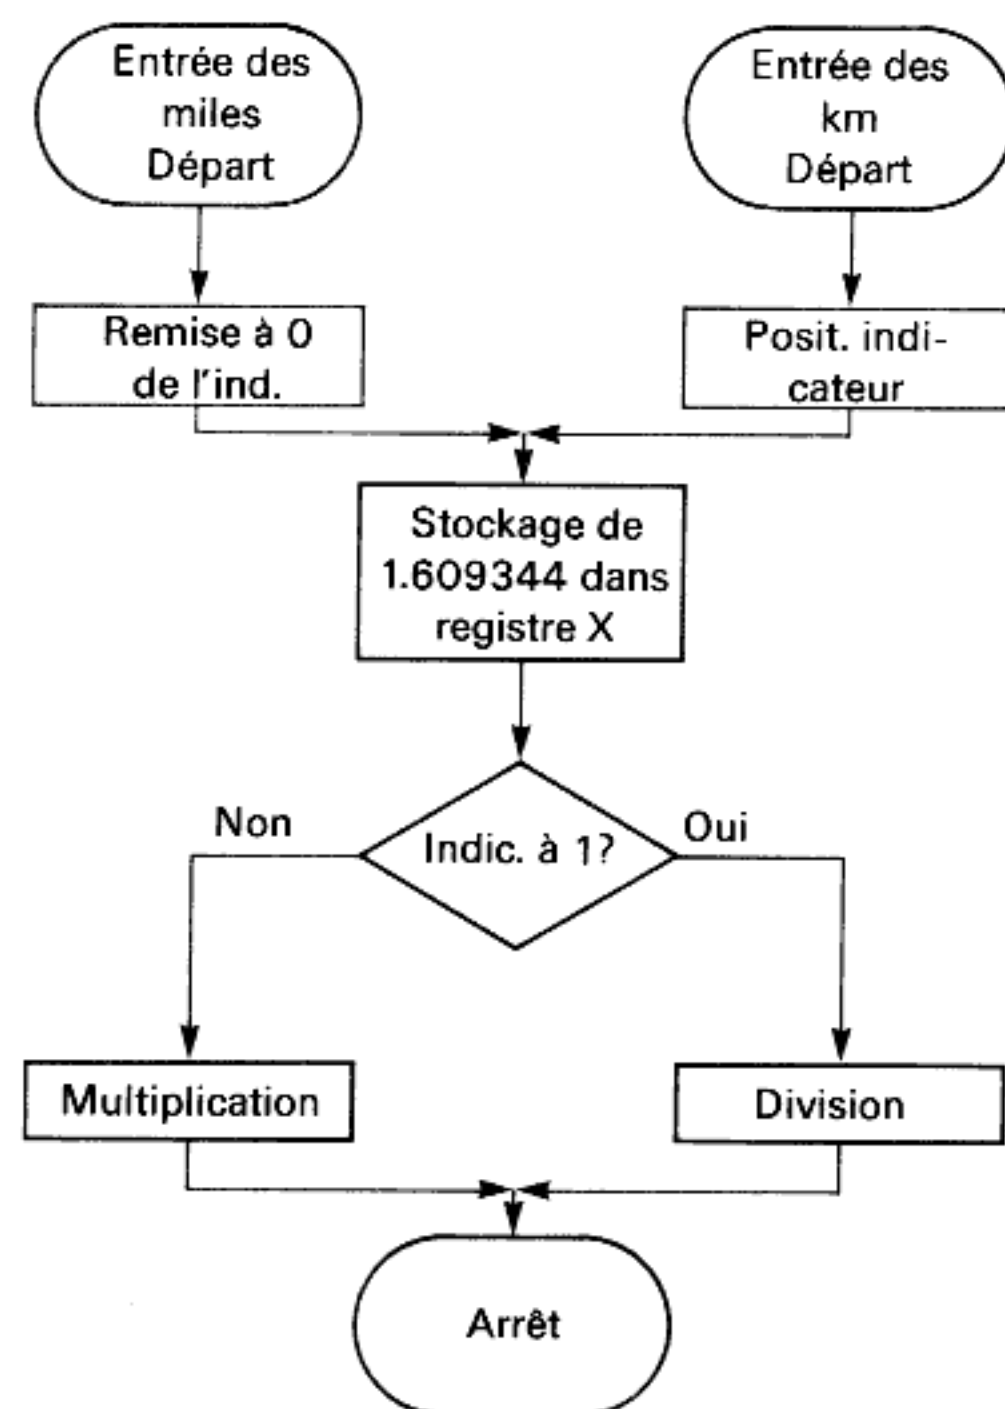 Entrée des
miles
Départ
Entrée des
km
Départ
Remise à 0
de l'ind.
Posit. indi-
cateur
Stockage de
1.609344 dans
registre X
Non
Indic. à 1?
Oui
Multiplication
Division
Arrêt